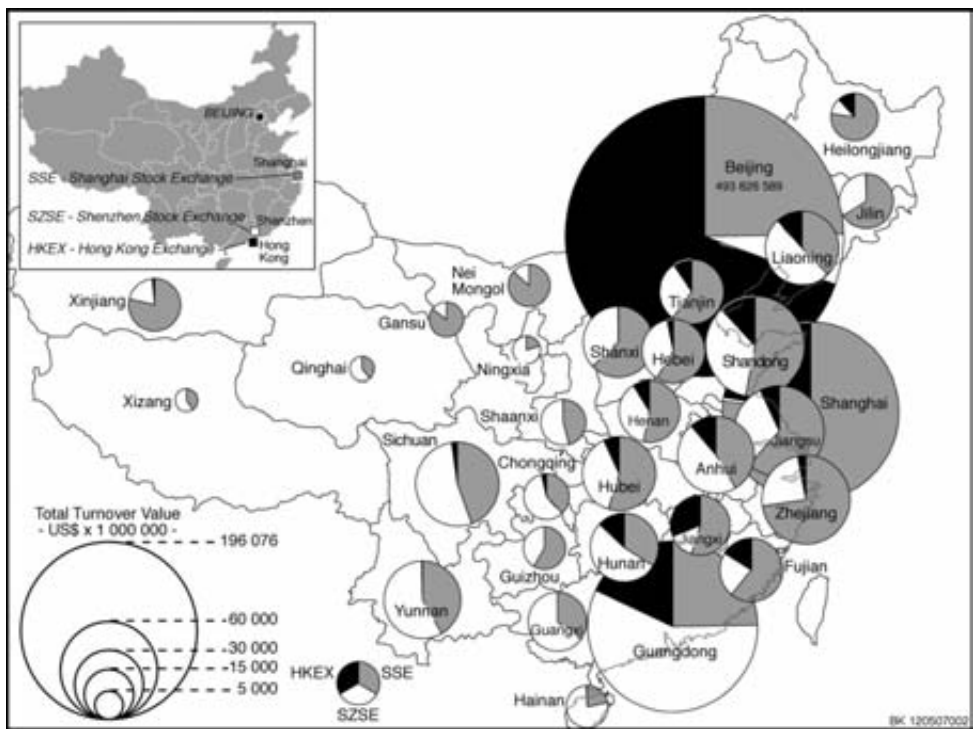 BEIJING
Shanghai
SSE - Shanghai Stock Exchange
SZSE - Shenzhen Stock Exchange
Shanzhen
HKEX - Hong Kong Exchange
Hong
Kong
Heilongjiang
Beijing
493 626 589
Jilin
Liaoning
Nei
Mongol
Tianjin
Xinjiang
Gansu
Shanxi
Hebei
Shandong
Qinghai
Ningxia
Shanghai
Xizang
Shaanxi
Henan
Jiangsu
Sichuan
Chongqing
Anhui
Hubei
Zhejiang
Total Turnover Value
- US$ x 1 000 000 -
196 076
Jiangxi
Hunan
Fujian
Guizhou
Yunnan
60 000
Guangxi
30 000
Guangdong
15 000
5 000
HKEX
SSE
SZSE
Hainan
BK 120507002